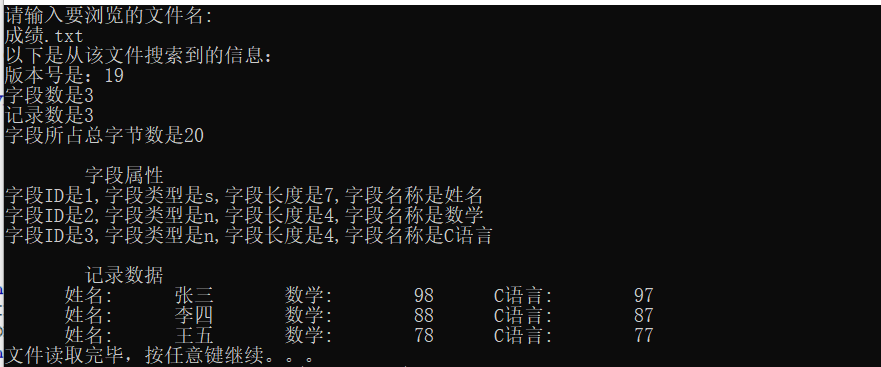 请输入要浏览的文件名:
成绩.txt
以下是从该文件搜索到的信息:
版本号是: 19
字段数是3
记录数是3
字段所占总字节数是20
字段属性
字段ID是1,字段类型是s,字段长度是7,字段名称是姓名
字段ID是2,字段类型是n,字段长度是4,字段名称是数学
字段ID是3,字段类型是n,字段长度是4,字段名称是C语言
记录数据
姓名: 张三 数学: 98 C语言: 97
姓名: 李四 数学: 88 C语言: 87
姓名: 王五 数学: 78 C语言: 77
文件读取完毕，按任意键继续。。。